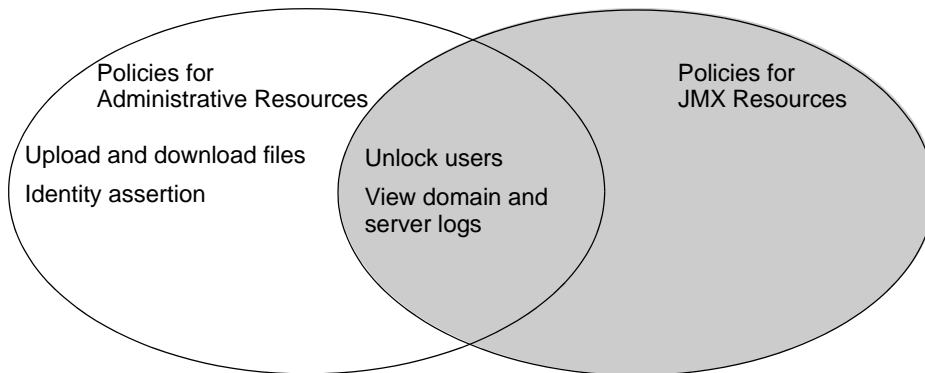 Policies for
Administrative Resources
Policies for
JMX Resources
Upload and download files
Identity assertion
Unlock users
View domain and
server logs